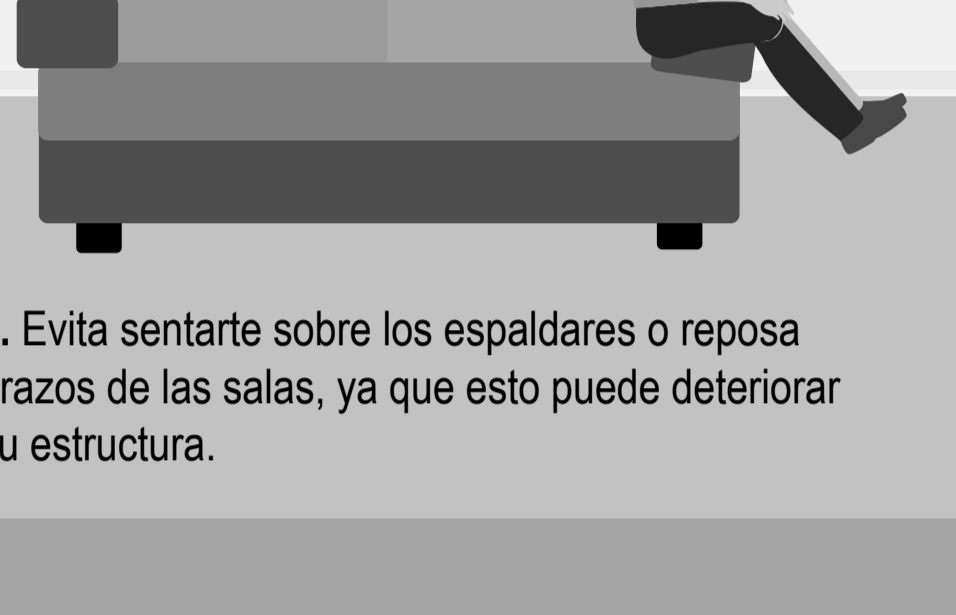 . Evita sentarte sobre los espaldares o reposa
razos de las salas, ya que esto puede deteriorar
u estructura.